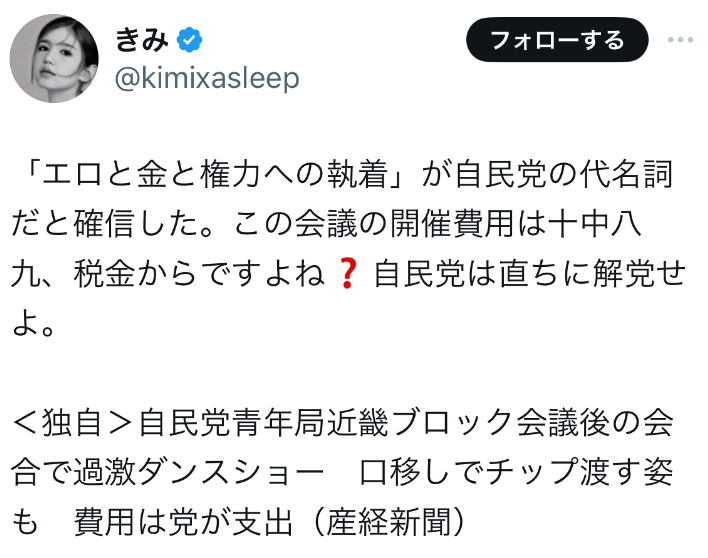 きみ
フォローする
@kimixasleep
「エロと金と権力への執着」が自民党の代名詞
だと確信した。この会議の開催費用は十中八
九、税金からですよね❓自民党は直ちに解党せ
よ。
＜独自＞自民党青年局近畿ブロック会議後の会
合で過激ダンスショー　口移しでチップ渡す姿
も　費用は党が支出（産経新聞）